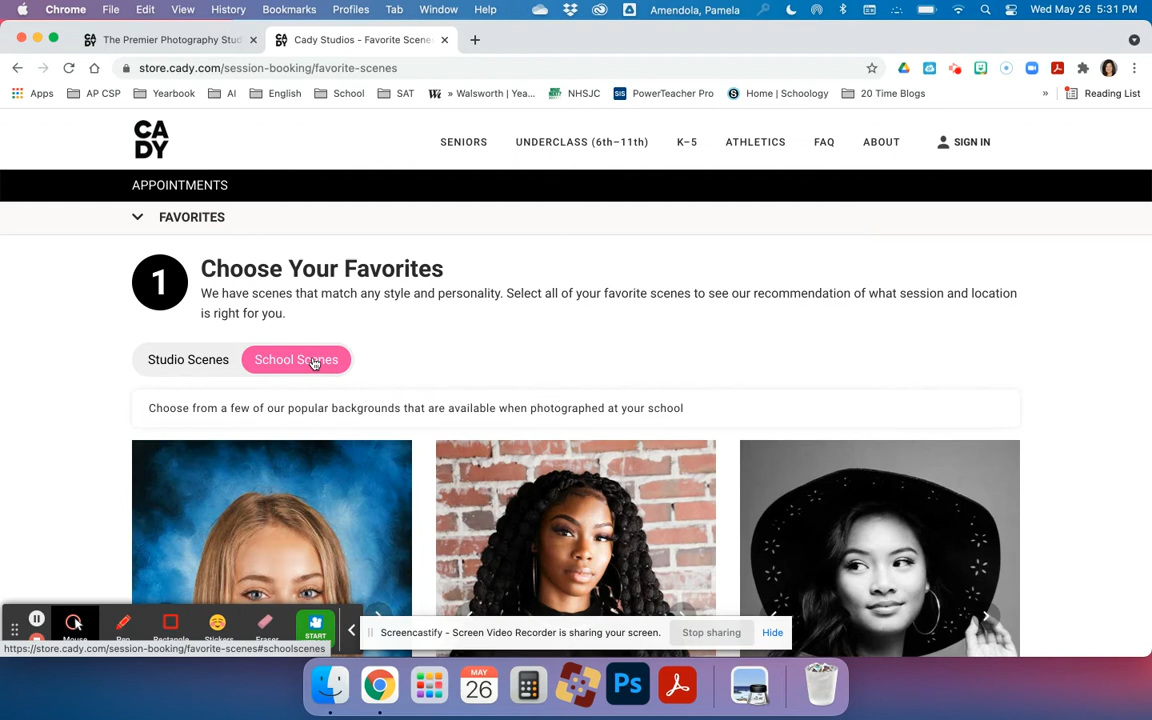 Chrome File Edit View History Bookmarks Profiles Tab Window Help Amendola, Pamela Wed May 26 5:31 PM
The Premier Photography Stud Cady Studios - Favorite Scene
store.cady.com/session-booking/favorite-scenes
Apps AP CSP Yearbook AI English School SAT » Walsworth | Yea... NHSJC SIS PowerTeacher Pro Home | Schoology 20 Time Blogs » Reading List
CA
DY
SENIORS UNDERCLASS (6th–11th) K–5 ATHLETICS FAQ ABOUT SIGN IN
APPOINTMENTS
FAVORITES
1 Choose Your Favorites
We have scenes that match any style and personality. Select all of your favorite scenes to see our recommendation of what session and location
is right for you.
Studio Scenes School Scenes
Choose from a few of our popular backgrounds that are available when photographed at your school
Mouse Pen Rectangle Stickers Eraser START
Screencastify - Screen Video Recorder is sharing your screen. Stop sharing Hide
https://store.cady.com/session-booking/favorite-scenes#schoolscenes
MAY
26 Ps